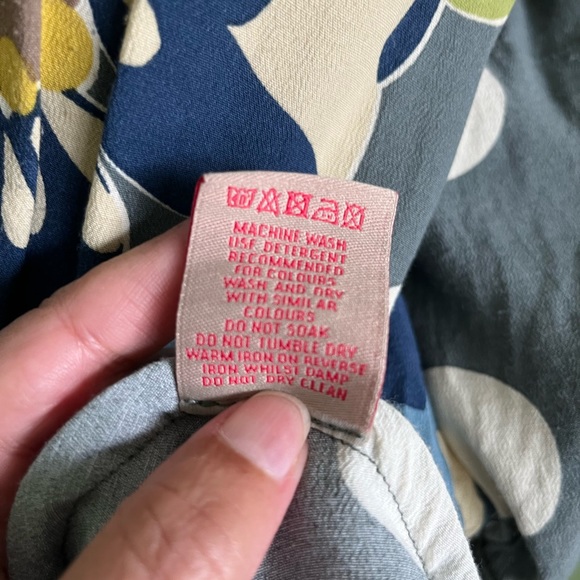 MACHINE WASH
USE DETERGENT
RECOMMENDED
FOR COLOURS
WASH AND DRY
WITH SIMILAR
COLOURS
DO NOT SOAK
DO NOT TUMBLE DRY
WARM IRON ON REVERSE
IRON WHILST DAMP
DO NOT DRY CLEAN